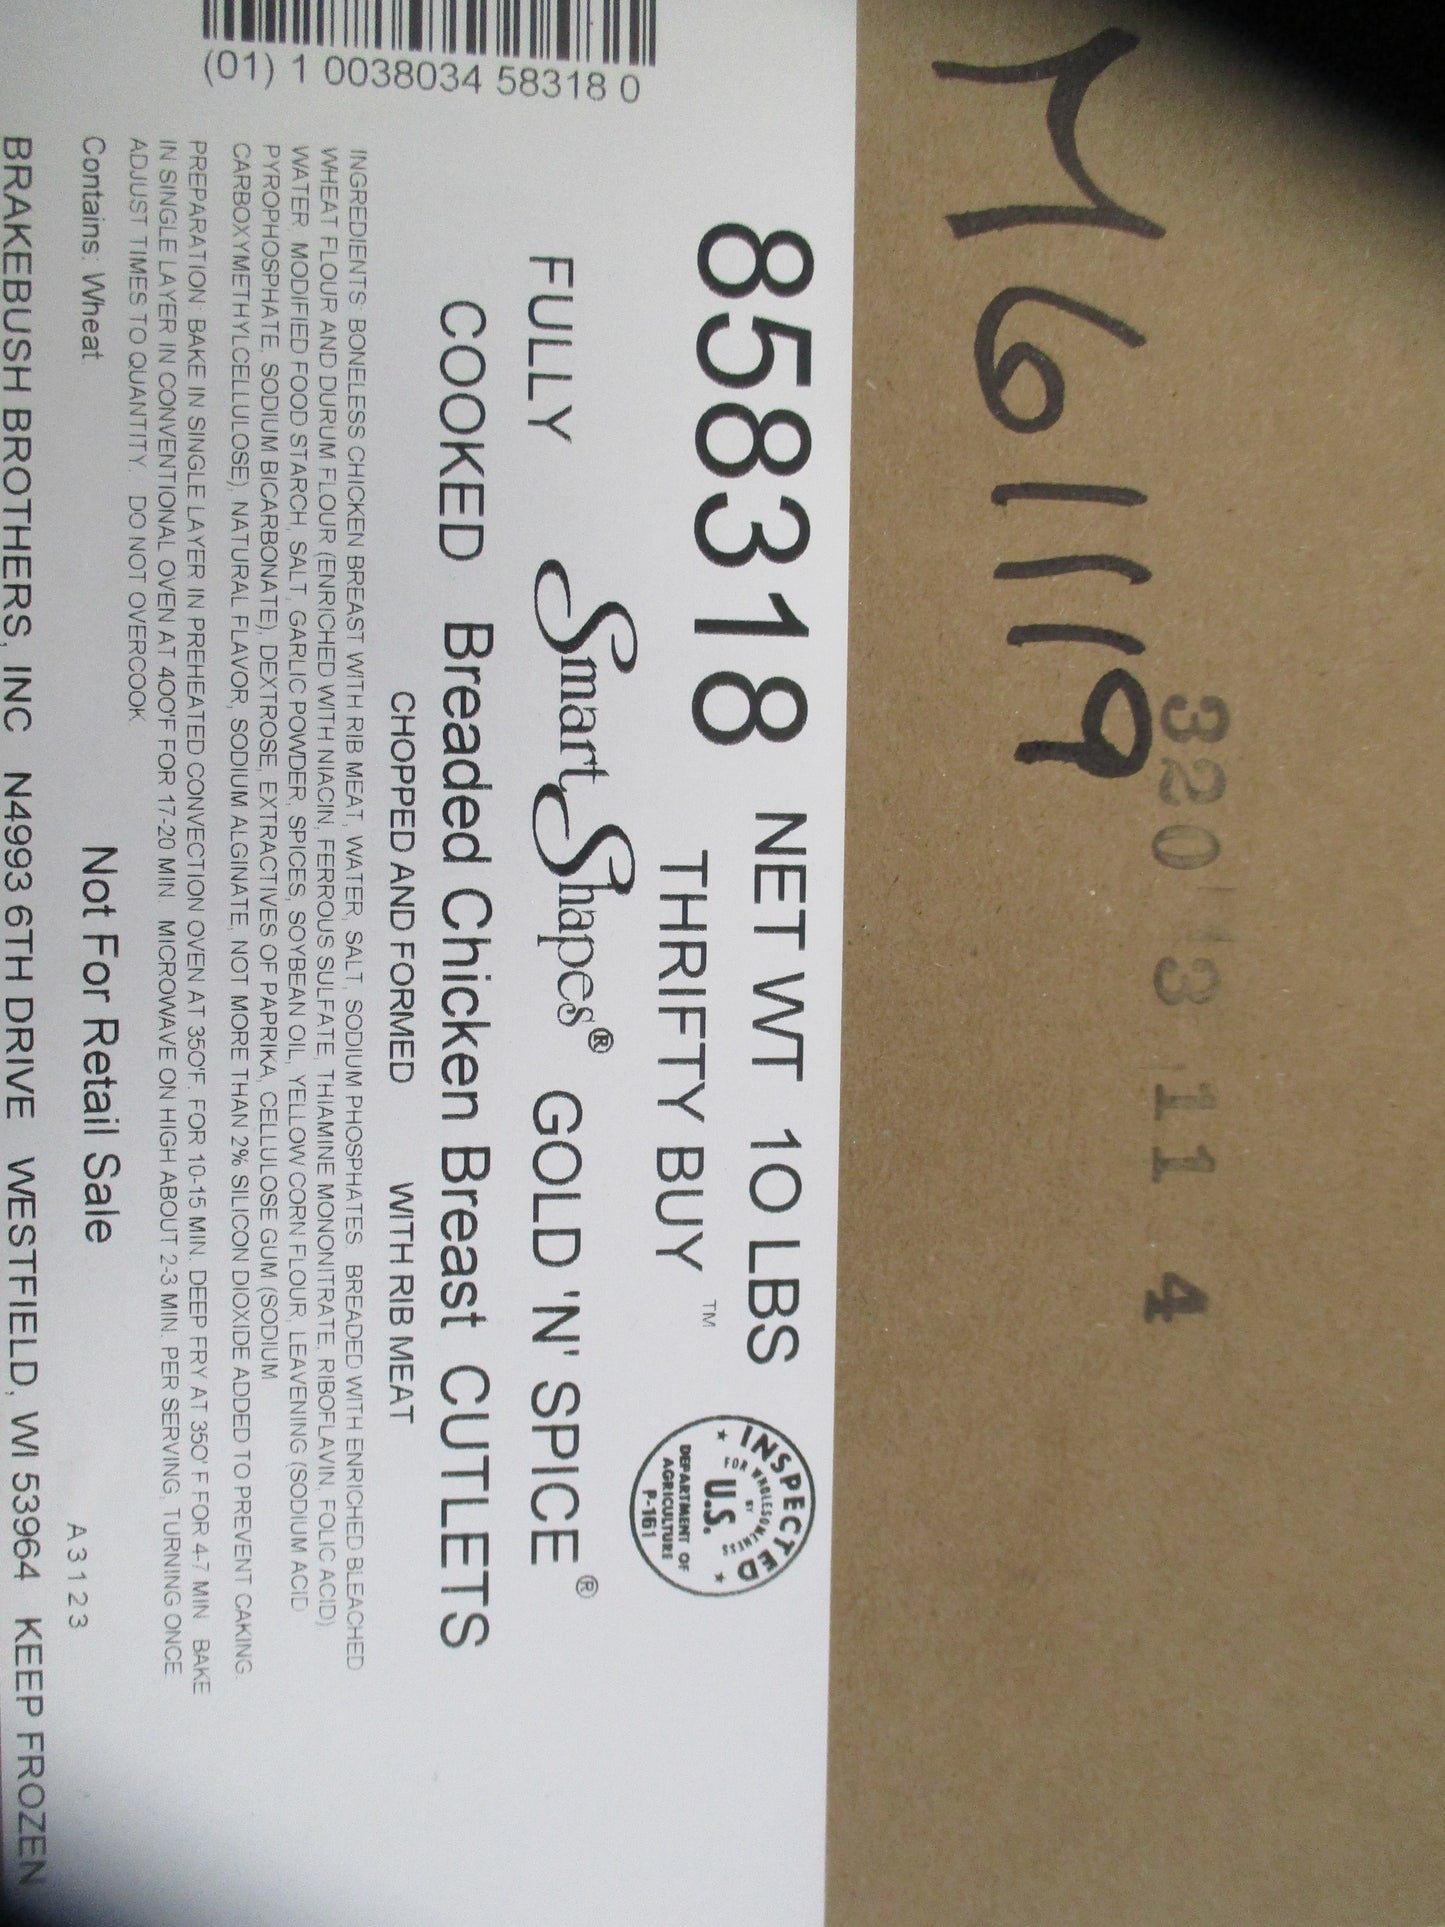 M61119
320 13 11 4
85831 8 NET WT 10 LBS
THRIFTY BUY ™
INSPECTED
FOR WHOLESOMENESS
BY
U.S.
DEPARTMENT OF
AGRICULTURE
P-161
FULLY Smart Shapes® GOLD 'N' SPICE®
COOKED Breaded Chicken Breast CUTLETS
CHOPPED AND FORMED WITH RIB MEAT
INGREDIENTS: BONELESS CHICKEN BREAST WITH RIB MEAT, WATER, SALT, SODIUM PHOSPHATES. BREADED WITH ENRICHED BLEACHED
WHEAT FLOUR AND DURUM FLOUR (ENRICHED WITH NIACIN, FERROUS SULFATE, THIAMINE MONONITRATE, RIBOFLAVIN, FOLIC ACID)
WATER, MODIFIED FOOD STARCH, SALT, GARLIC POWDER, SPICES, SOYBEAN OIL, YELLOW CORN FLOUR, LEAVENING (SODIUM ACID
PYROPHOSPHATE, SODIUM BICARBONATE), DEXTROSE, EXTRACTIVES OF PAPRIKA, CELLULOSE GUM (SODIUM
CARBOXYMETHYLCELLULOSE), NATURAL FLAVOR, SODIUM ALGINATE, NOT MORE THAN 2% SILICON DIOXIDE ADDED TO PREVENT CAKING.
PREPARATION: BAKE IN SINGLE LAYER IN PREHEATED CONVECTION OVEN AT 350'F. FOR 10-15 MIN. DEEP FRY AT 350' F FOR 4-7 MIN. BAKE
IN SINGLE LAYER IN CONVENTIONAL OVEN AT 400'F FOR 17-20 MIN. MICROWAVE ON HIGH ABOUT 2-3 MIN. PER SERVING, TURNING ONCE.
ADJUST TIMES TO QUANTITY. DO NOT OVERCOOK.
Contains: Wheat Not For Retail Sale A3123
BRAKEBUSH BROTHERS, INC N4993 6TH DRIVE WESTFIELD, WI 53964 KEEP FROZEN
(01) 1 0038034 58318 0